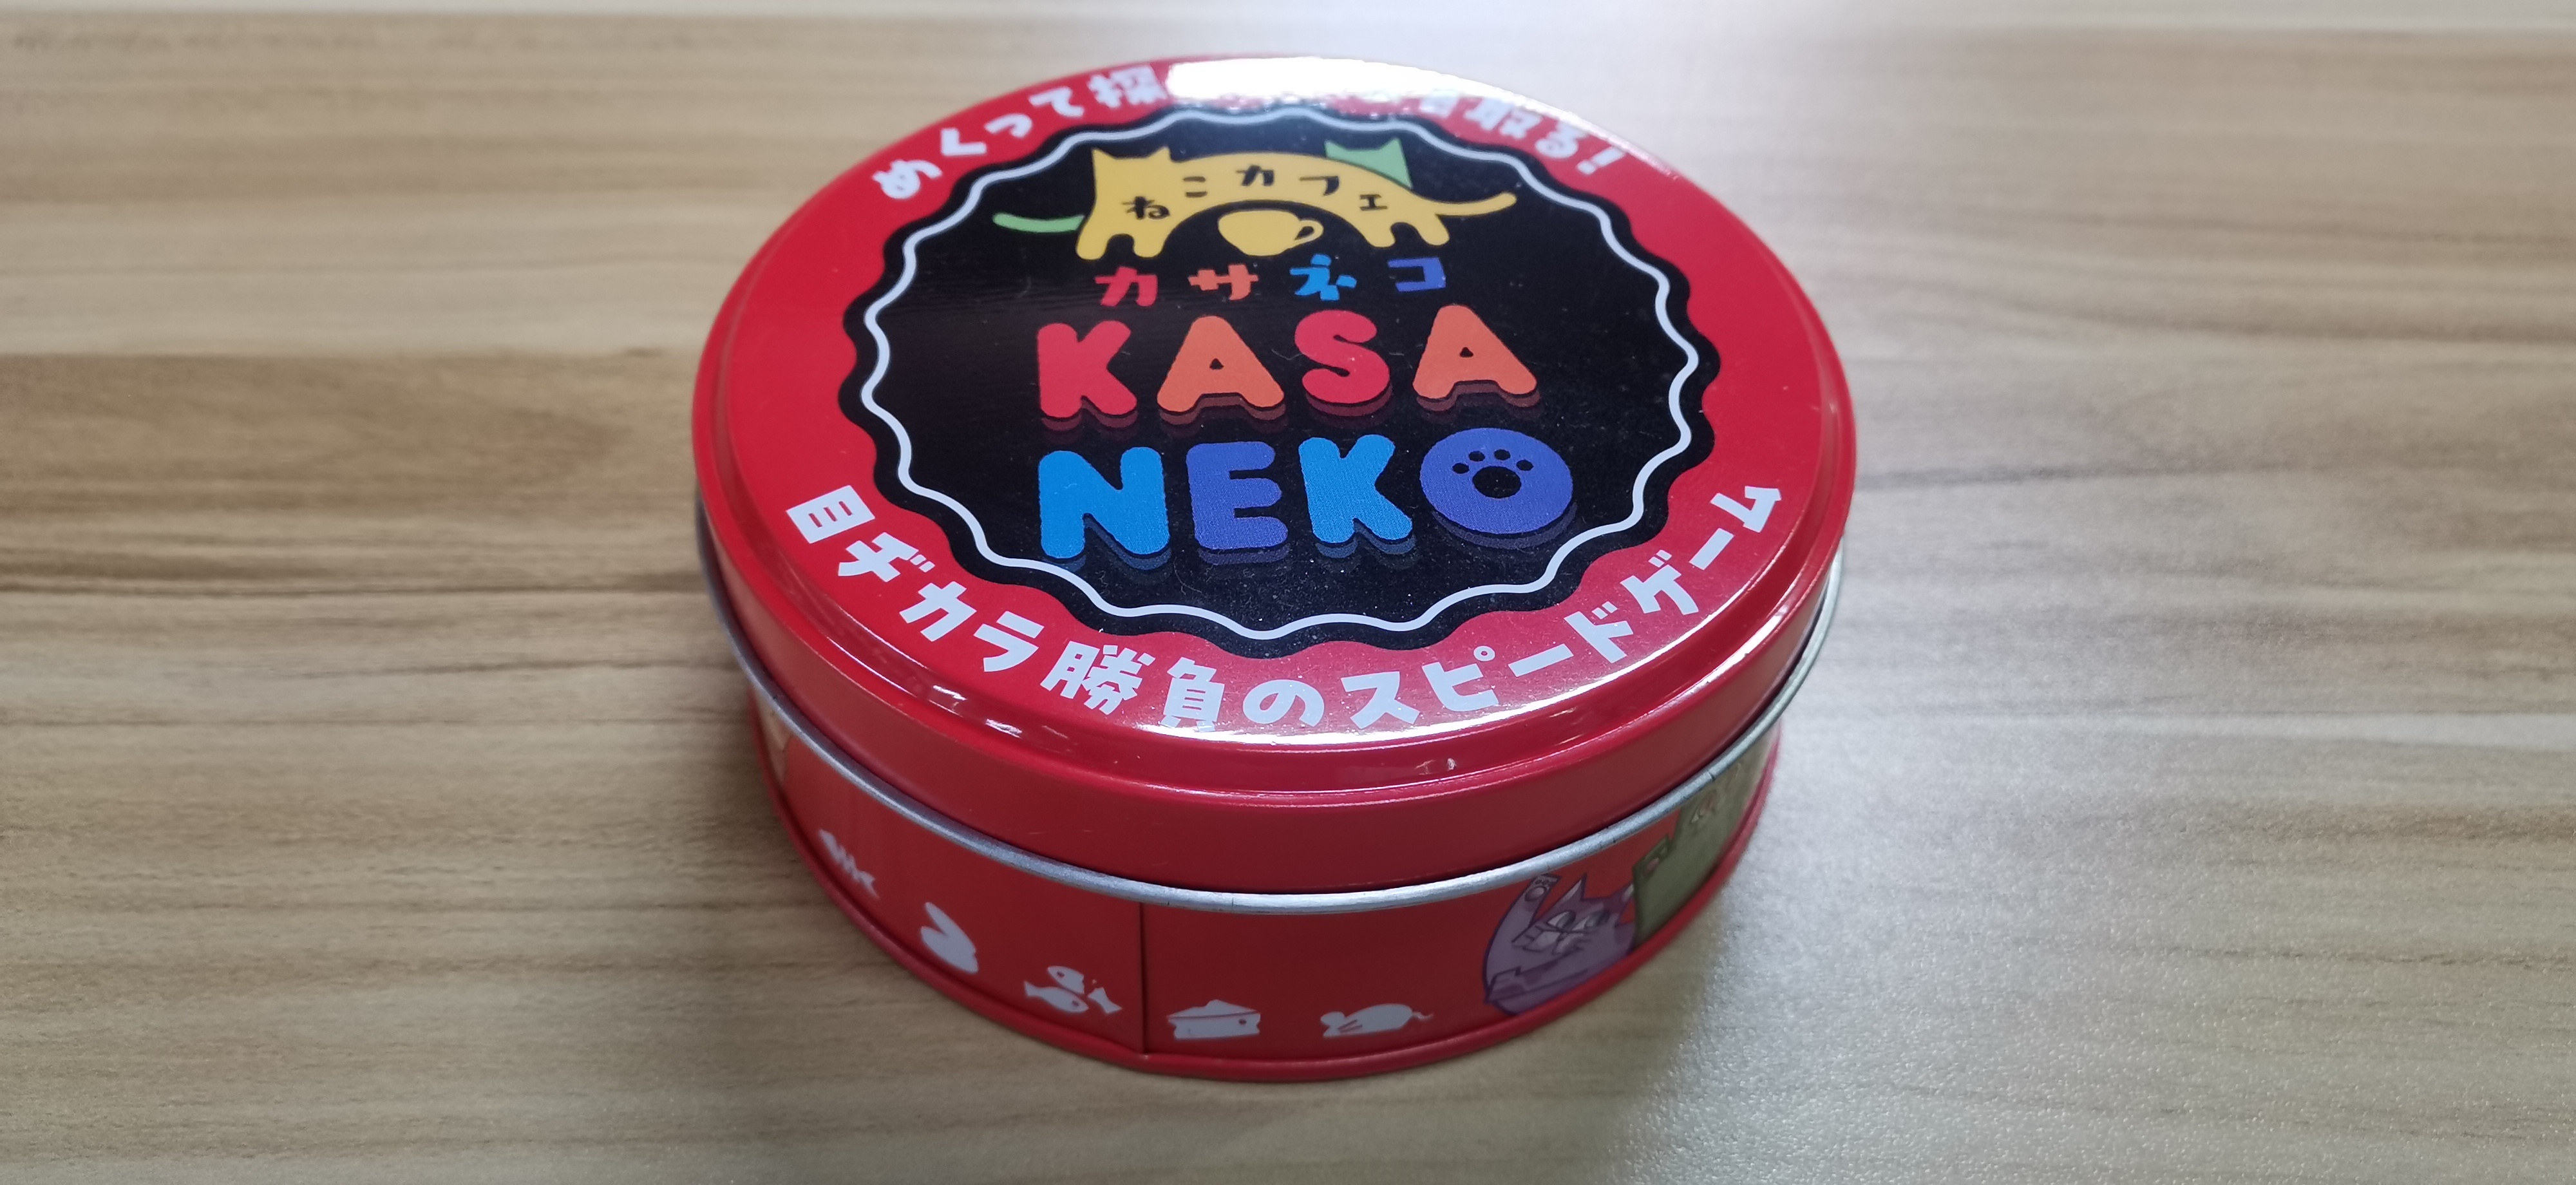 めくって探 取る!
ねこカフェ
カサネコ
KASA
NEKO
目ヂカラ勝負のスピードゲーム